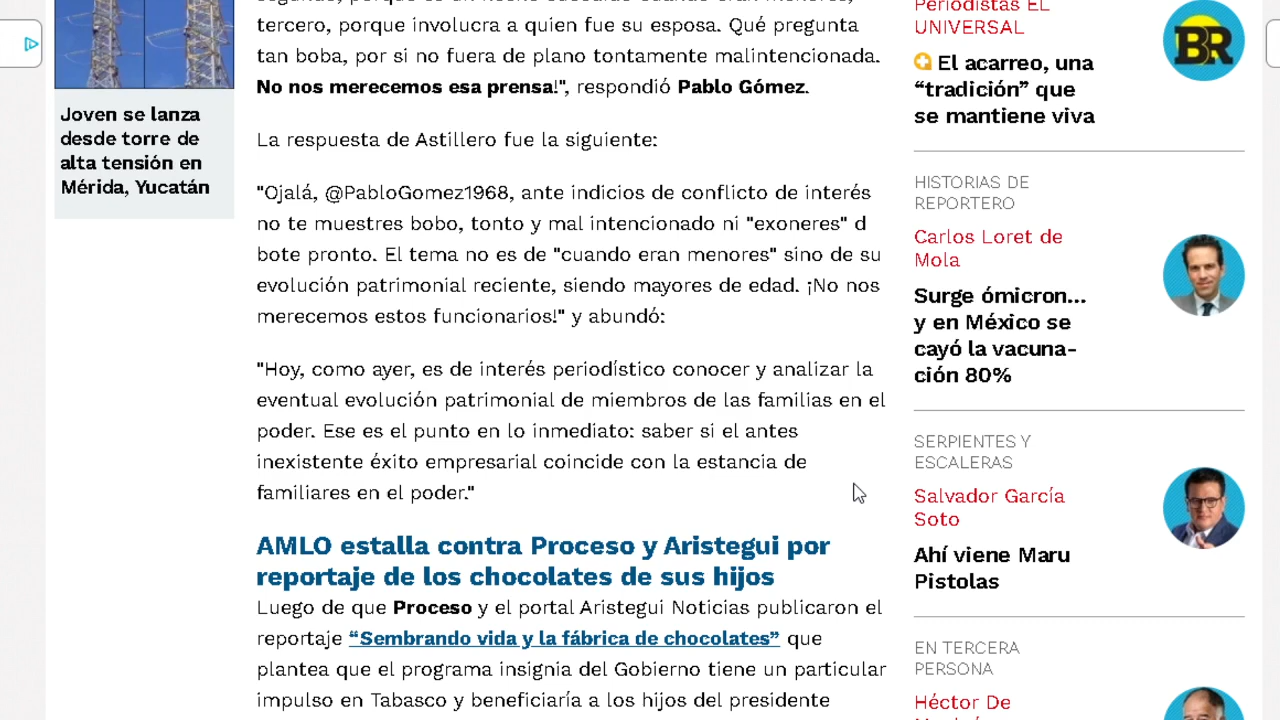 Joven se lanza
desde torre de
alta tensión en
Mérida, Yucatán
tercero, porque involucra a quien fue su esposa. Qué pregunta
tan boba, por si no fuera de plano tontamente malintencionada.
No nos merecemos esa prensa!", respondió Pablo Gómez.
La respuesta de Astillero fue la siguiente:
"Ojalá, @PabloGomez1968, ante indicios de conflicto de interés
no te muestres bobo, tonto y mal intencionado ni "exoneres" d
bote pronto. El tema no es de "cuando eran menores" sino de su
evolución patrimonial reciente, siendo mayores de edad. ¡No nos
merecemos estos funcionarios!" y abundó:
"Hoy, como ayer, es de interés periodístico conocer y analizar la
eventual evolución patrimonial de miembros de las familias en el
poder. Ese es el punto en lo inmediato: saber si el antes
inexistente éxito empresarial coincide con la estancia de
familiares en el poder."
AMLO estalla contra Proceso y Aristegui por
reportaje de los chocolates de sus hijos
Luego de que Proceso y el portal Aristegui Noticias publicaron el
reportaje “Sembrando vida y la fábrica de chocolates” que
plantea que el programa insignia del Gobierno tiene un particular
impulso en Tabasco y beneficiaría a los hijos del presidente
Periodistas EL
UNIVERSAL
El acarreo, una
“tradición” que
se mantiene viva
BR
HISTORIAS DE
REPORTERO
Carlos Loret de
Mola
Surge ómicron...
y en México se
cayó la vacuna-
ción 80%
SERPIENTES Y
ESCALERAS
Salvador García
Soto
Ahí viene Maru
Pistolas
EN TERCERA
PERSONA
Héctor De